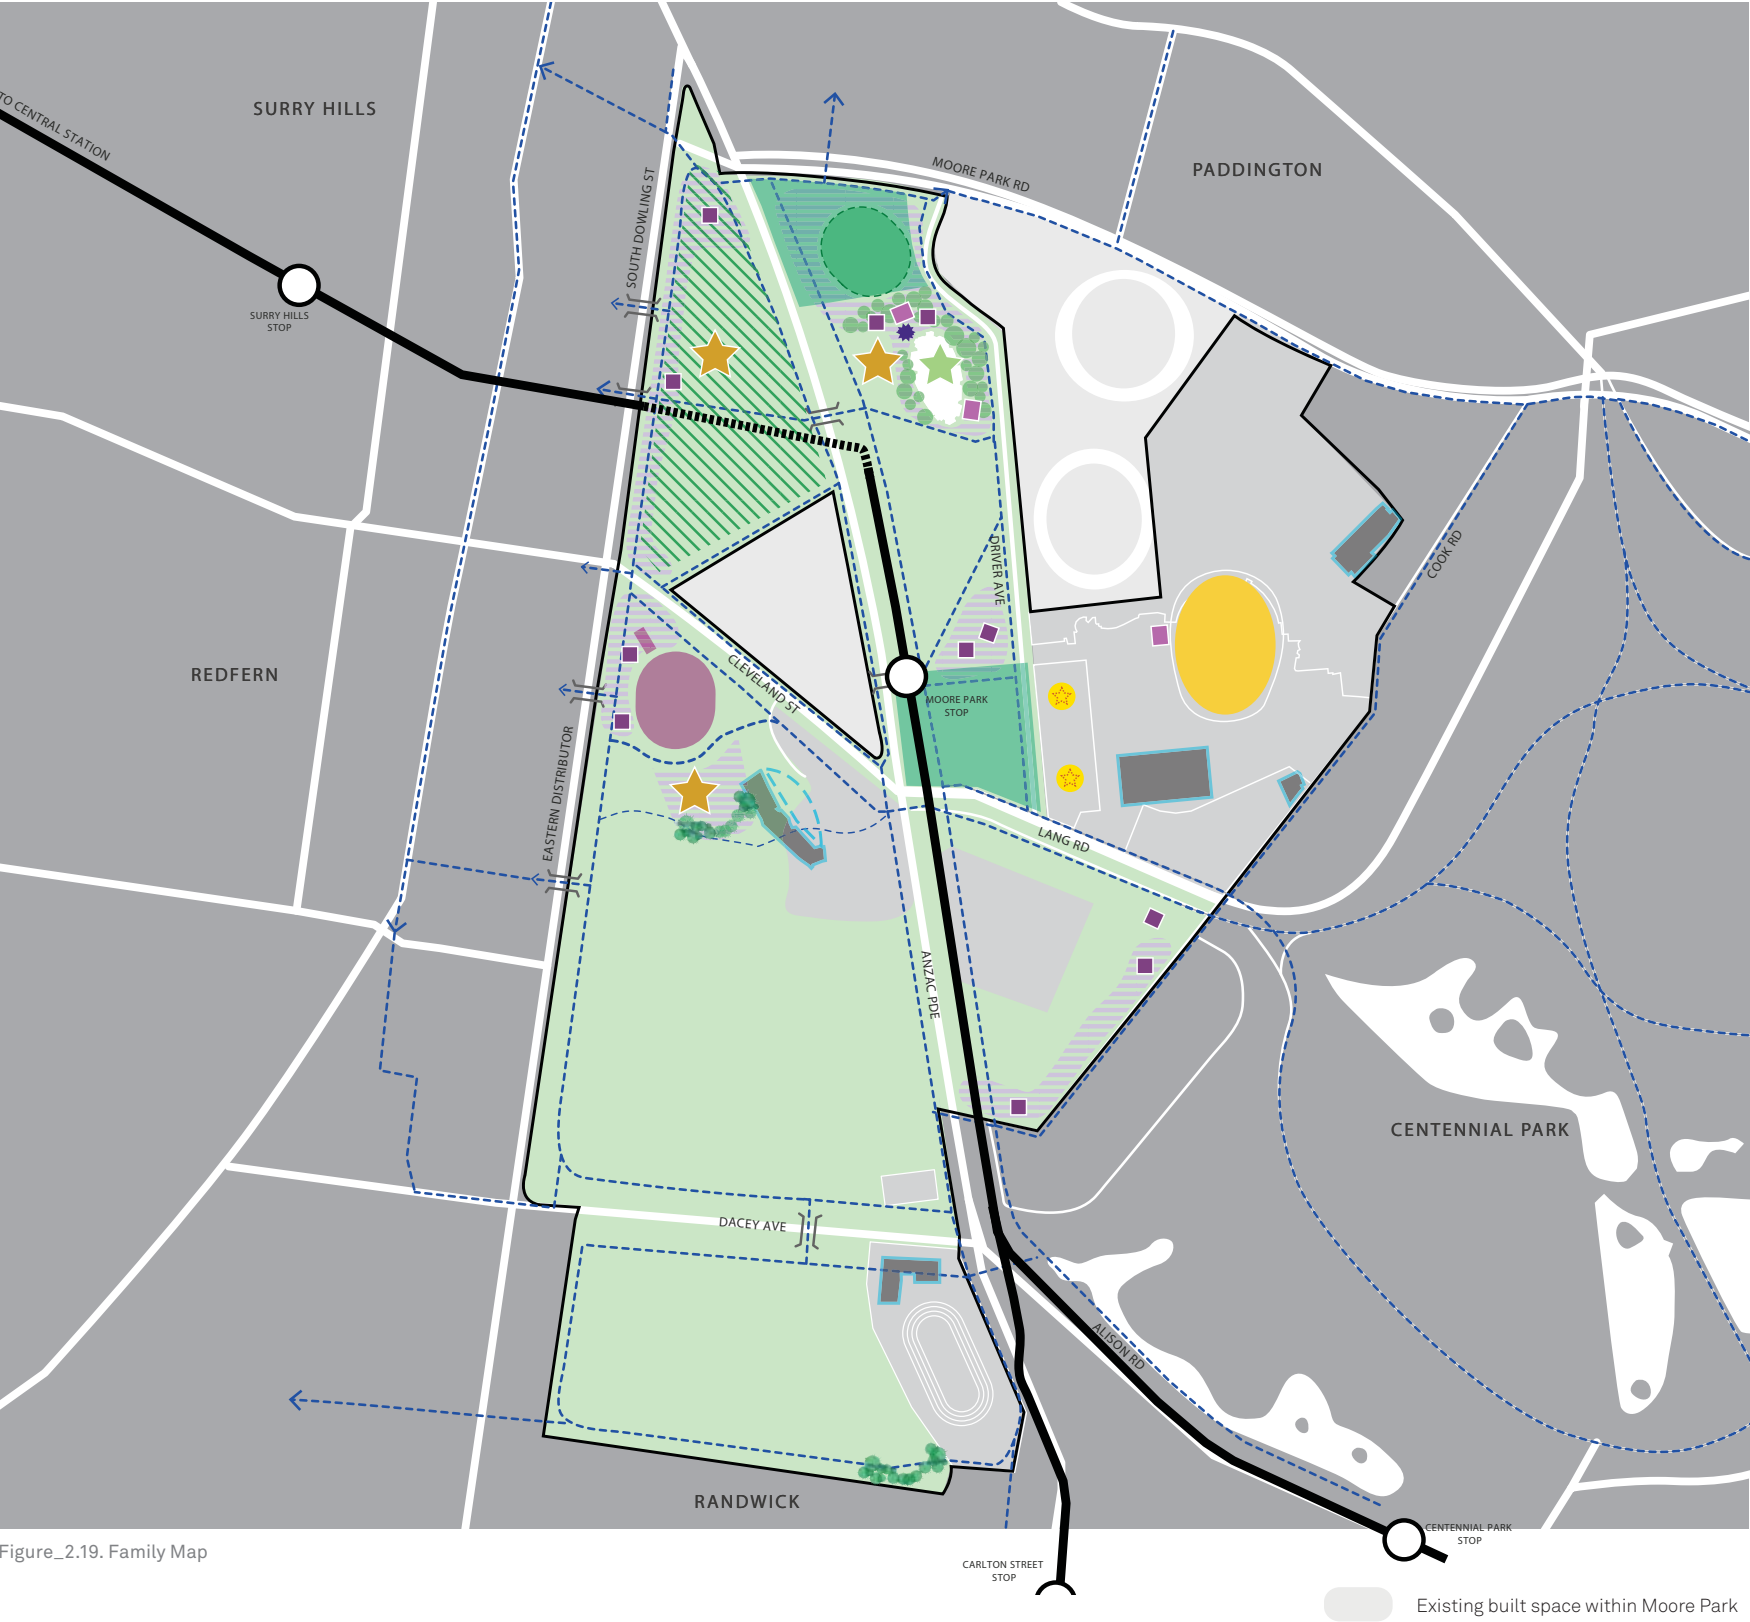 TO CENTRAL STATION
SURRY HILLS
MOORE PARK RD
PADDINGTON
SOUTH DOWLING ST
SURRY HILLS
STOP
DRIVER AVE
COOK RD
REDFERN
CLEVELAND ST
MOORE PARK
STOP
EASTERN DISTRIBUTOR
LANG RD
ANZAC PDE
CENTENNIAL PARK
DACEY AVE
ALISON RD
RANDWICK
CENTENNIAL PARK
STOP
Figure_2.19. Family Map
CARLTON STREET
STOP
Existing built space within Moore Park